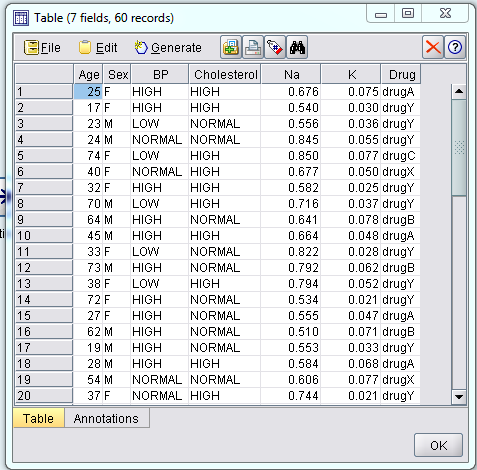 Table (7 fields, 60 records)
File Edit Generate
Age Sex BP Cholesterol Na K Drug
1 25 F HIGH HIGH 0.676 0.075 drugA
2 17 F HIGH HIGH 0.540 0.030 drugY
3 23 M LOW NORMAL 0.556 0.036 drugY
4 24 M NORMAL NORMAL 0.845 0.055 drugY
5 74 F LOW HIGH 0.850 0.077 drugC
6 40 F NORMAL HIGH 0.677 0.050 drugX
7 32 F HIGH HIGH 0.582 0.025 drugY
8 70 M LOW HIGH 0.716 0.037 drugY
9 64 M HIGH NORMAL 0.641 0.078 drugB
10 45 M HIGH HIGH 0.664 0.048 drugA
11 33 F LOW NORMAL 0.822 0.028 drugY
12 73 M HIGH NORMAL 0.792 0.062 drugB
13 38 F LOW HIGH 0.794 0.052 drugY
14 72 F HIGH NORMAL 0.534 0.021 drugY
15 27 F HIGH NORMAL 0.555 0.047 drugA
16 62 M HIGH NORMAL 0.510 0.071 drugB
17 19 M HIGH NORMAL 0.553 0.033 drugY
18 28 M HIGH HIGH 0.584 0.068 drugA
19 54 M NORMAL NORMAL 0.606 0.077 drugX
20 37 F NORMAL HIGH 0.744 0.021 drugY
Table Annotations
OK